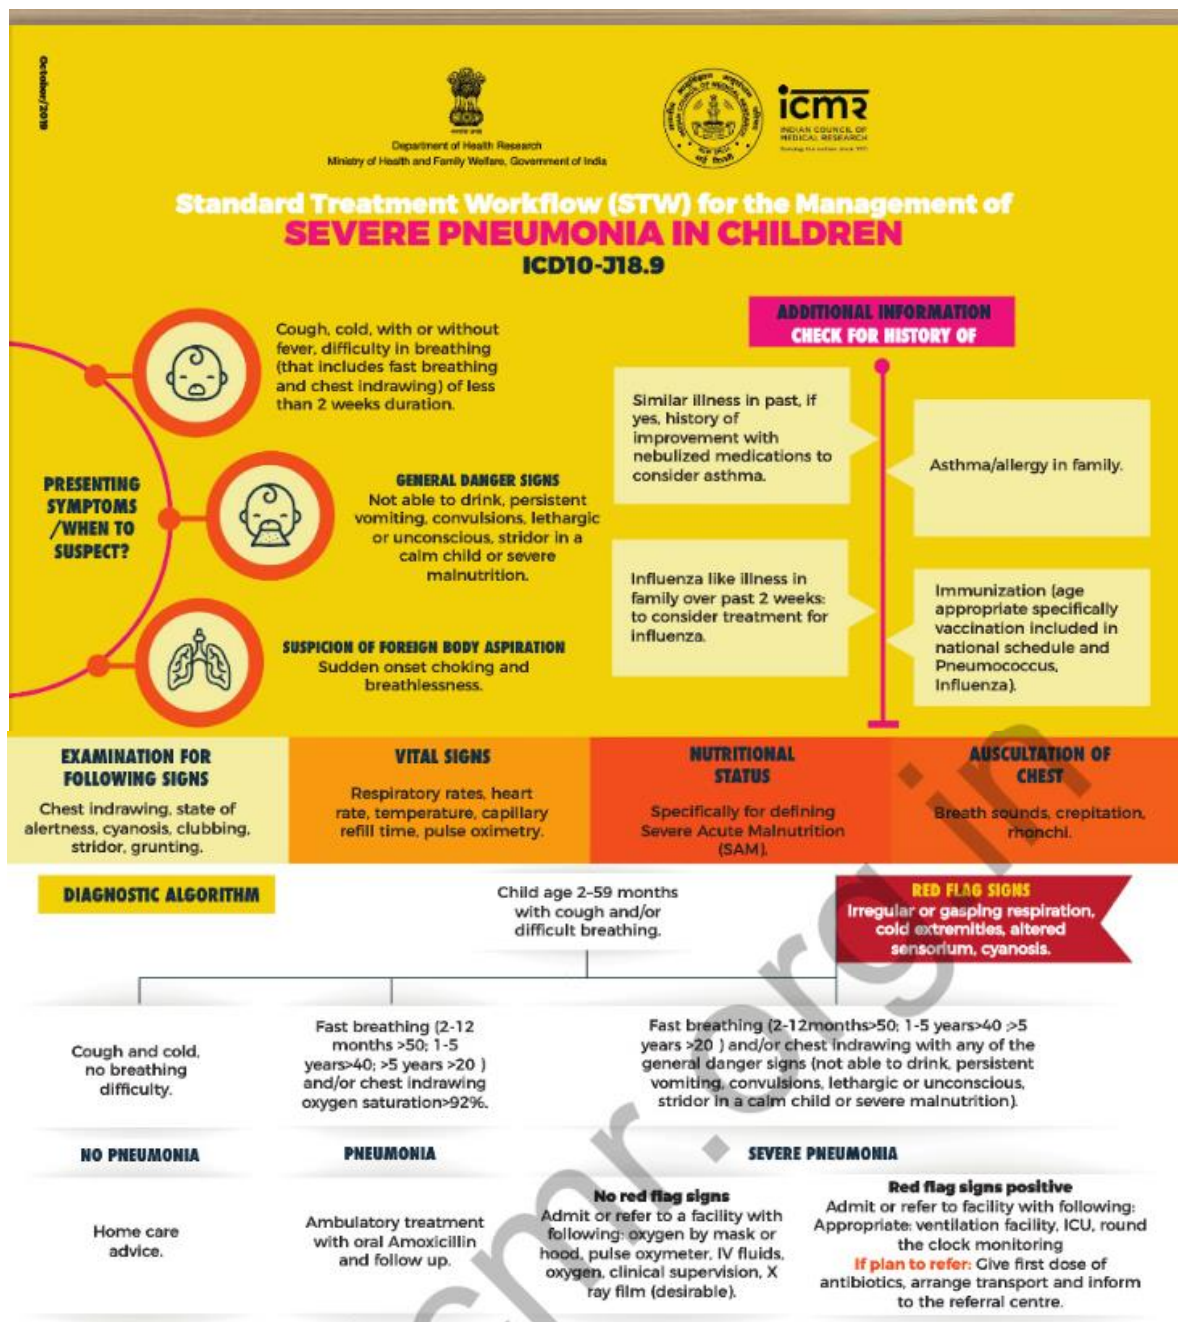 October/2019
Department of Health Research
Ministry of Health and Family Welfare, Government of India
icmr
INDIAN COUNCIL OF
MEDICAL RESEARCH
Standard Treatment Workflow (STW) for the Management of
SEVERE PNEUMONIA IN CHILDREN
ICD10-J18.9
PRESENTING
SYMPTOMS
/WHEN TO
SUSPECT?
Cough, cold, with or without
fever, difficulty in breathing
(that includes fast breathing
and chest indrawing) of less
than 2 weeks duration.
GENERAL DANGER SIGNS
Not able to drink, persistent
vomiting, convulsions, lethargic
or unconscious, stridor in a
calm child or severe
malnutrition.
SUSPICION OF FOREIGN BODY ASPIRATION
Sudden onset choking and
breathlessness.
ADDITIONAL INFORMATION
CHECK FOR HISTORY OF
Similar illness in past, if
yes, history of
improvement with
nebulized medications to
consider asthma.
Asthma/allergy in family.
Influenza like illness in
family over past 2 weeks:
to consider treatment for
influenza.
Immunization (age
appropriate specifically
vaccination included in
national schedule and
Pneumococcus,
Influenza).
EXAMINATION FOR
FOLLOWING SIGNS
Chest indrawing, state of
alertness, cyanosis, clubbing,
stridor, grunting.
VITAL SIGNS
Respiratory rates, heart
rate, temperature, capillary
refill time, pulse oximetry.
NUTRITIONAL
STATUS
Specifically for defining
Severe Acute Malnutrition
(SAM).
AUSCULTATION OF
CHEST
Breath sounds, crepitation,
rhonchi.
DIAGNOSTIC ALGORITHM
Child age 2-59 months
with cough and/or
difficult breathing.
RED FLAG SIGNS
Irregular or gasping respiration,
cold extremities, altered
sensorium, cyanosis.
Cough and cold,
no breathing
difficulty.
Fast breathing (2-12
months >50; 1-5
years>40; >5 years >20 )
and/or chest indrawing
oxygen saturation>92%.
Fast breathing (2-12months>50; 1-5 years>40 ;>5
years >20 ) and/or chest indrawing with any of the
general danger signs (not able to drink, persistent
vomiting, convulsions, lethargic or unconscious,
stridor in a calm child or severe malnutrition).
NO PNEUMONIA
PNEUMONIA
SEVERE PNEUMONIA
Home care
advice.
Ambulatory treatment
with oral Amoxicillin
and follow up.
No red flag signs
Admit or refer to a facility with
following: oxygen by mask or
hood, pulse oxymeter, IV fluids,
oxygen, clinical supervision, X
ray film (desirable).
Red flag signs positive
Admit or refer to facility with following:
Appropriate: ventilation facility, ICU, round
the clock monitoring
If plan to refer: Give first dose of
antibiotics, arrange transport and inform
to the referral centre.
cmr.org.in